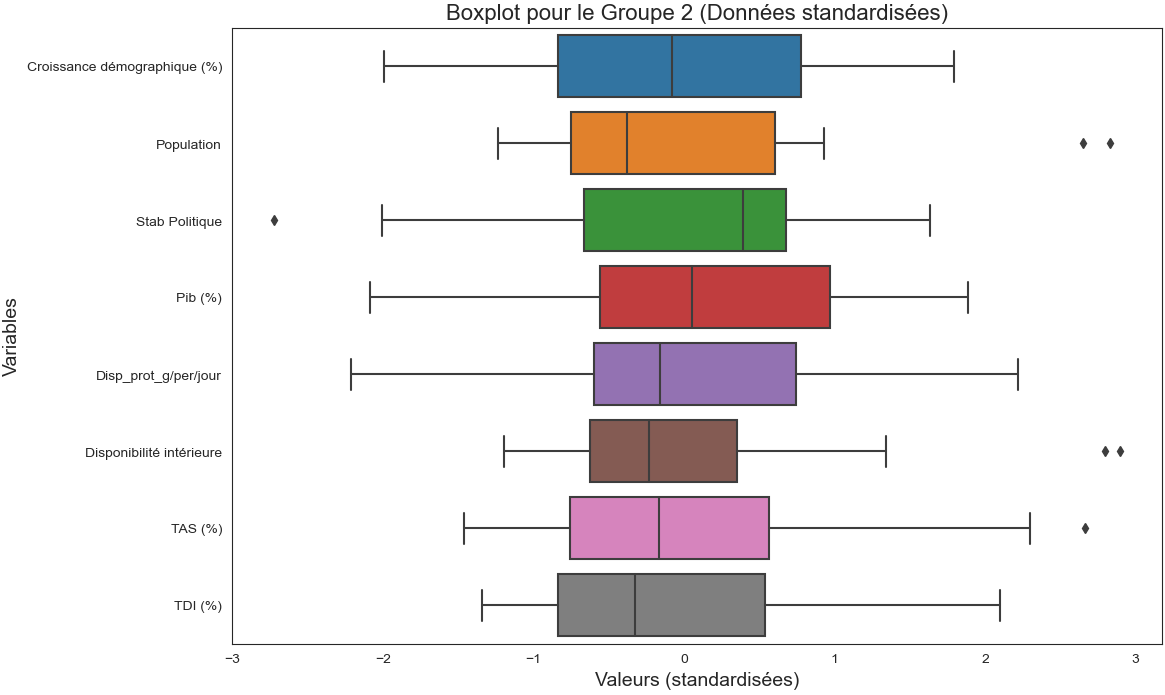 Boxplot pour le Groupe 2 (Données standardisées)
Variables
Croissance démographique (%)
Population
Stab Politique
Pib (%)
Disp_prot_g/per/jour
Disponibilité intérieure
TAS (%)
TDI (%)
−3 −2 −1 0 1 2 3
Valeurs (standardisées)